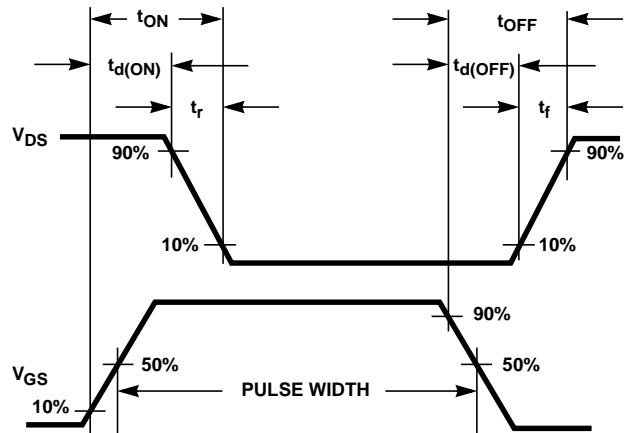 tON
tOFF
td(ON)
td(OFF)
tr
tf
VDS
90%
90%
10%
10%
90%
50%
50%
VGS
PULSE WIDTH
10%